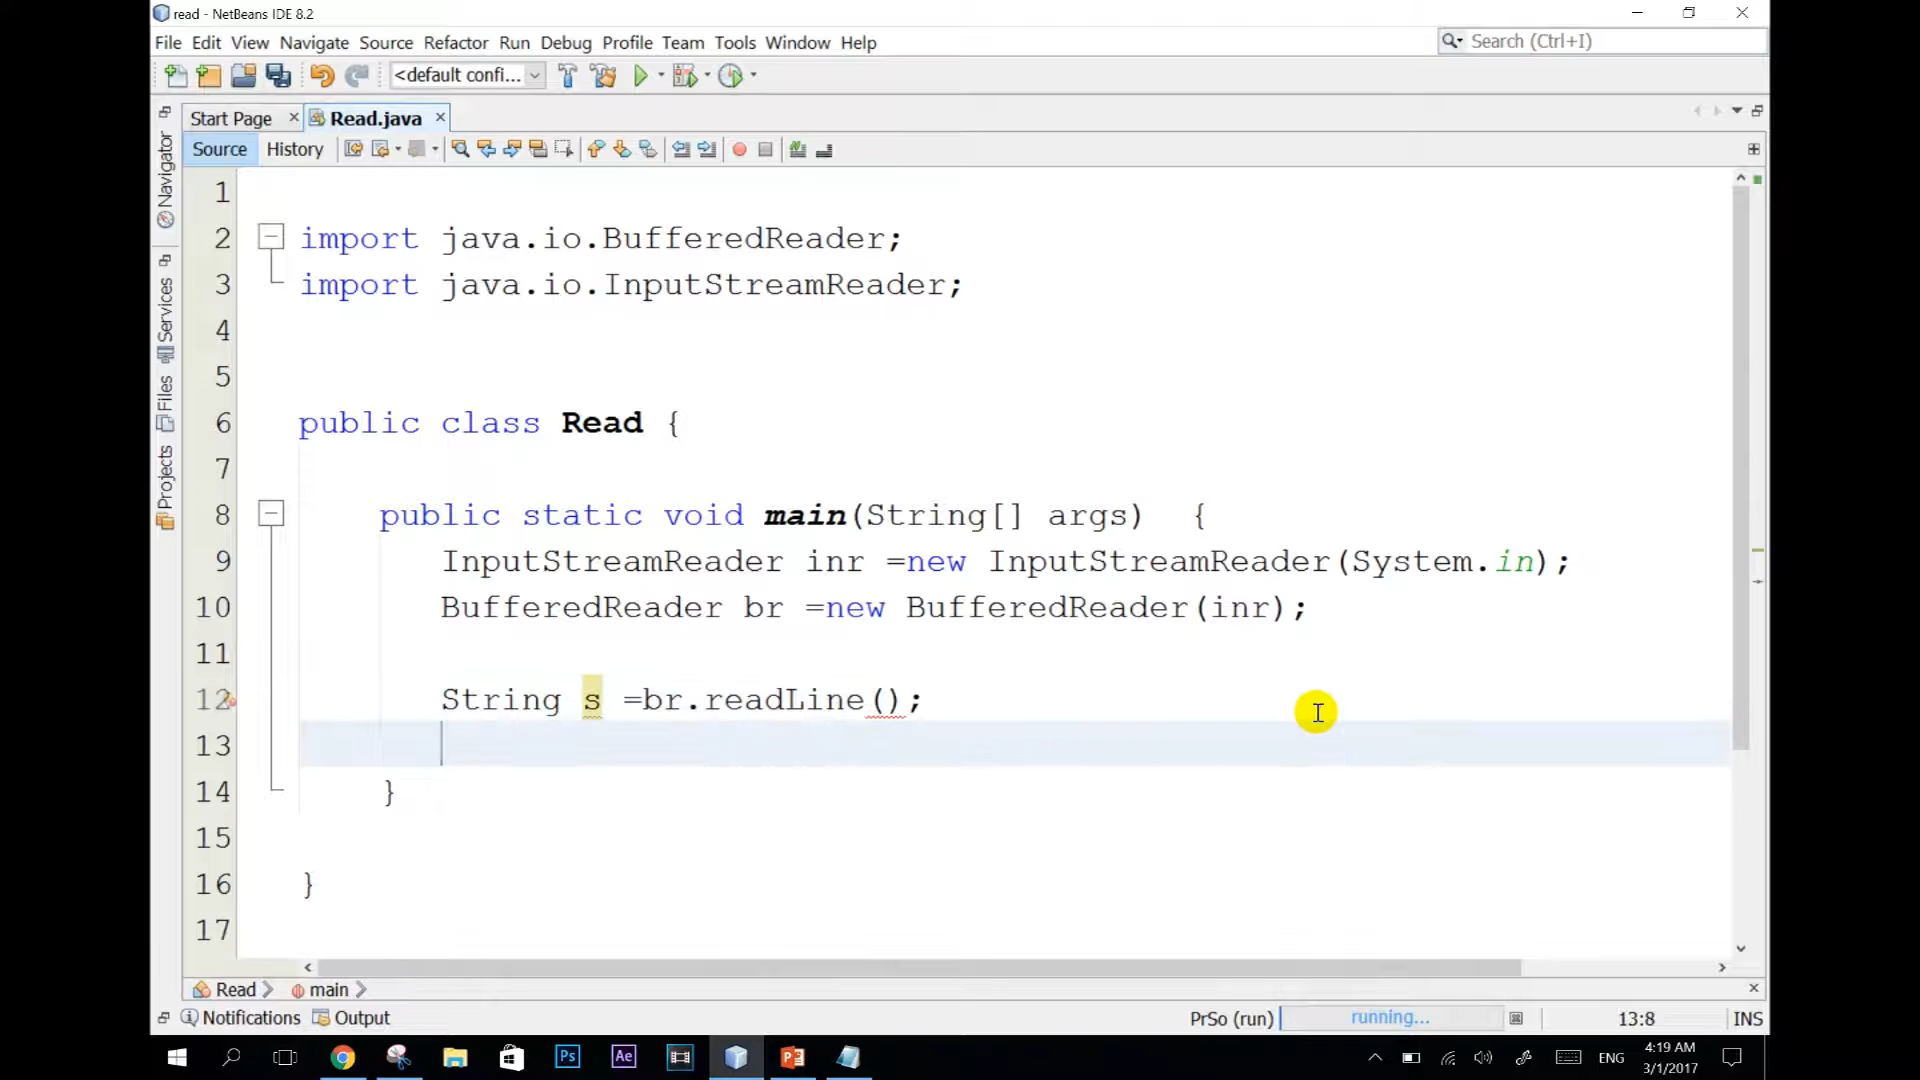 read - NetBeans IDE 8.2
File Edit View Navigate Source Refactor Run Debug Profile Team Tools Window Help
Search (Ctrl+I)
<default confi...
Start Page
Read.java
Source History
Navigator
Services
Files
Projects
1
2 import java.io.BufferedReader;
3 import java.io.InputStreamReader;
4
5
6 public class Read {
7
8 public static void main(String[] args) {
9 InputStreamReader inr =new InputStreamReader(System.in);
10 BufferedReader br =new BufferedReader(inr);
11
12 String s =br.readLine();
13
14 }
15
16 }
17
Read main
Notifications Output
PrSo (run) running... 13:8 INS
Ps Ae ENG 4:19 AM
3/1/2017